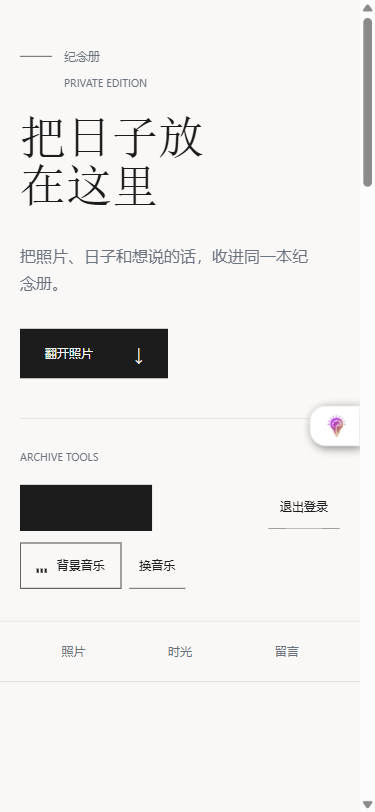 纪念册
PRIVATE EDITION
把日子放
在这里
把照片、日子和想说的话，收进同一本纪
念册。
翻开照片 ↓
ARCHIVE TOOLS
退出登录
背景音乐 换音乐
照片 时光 留言